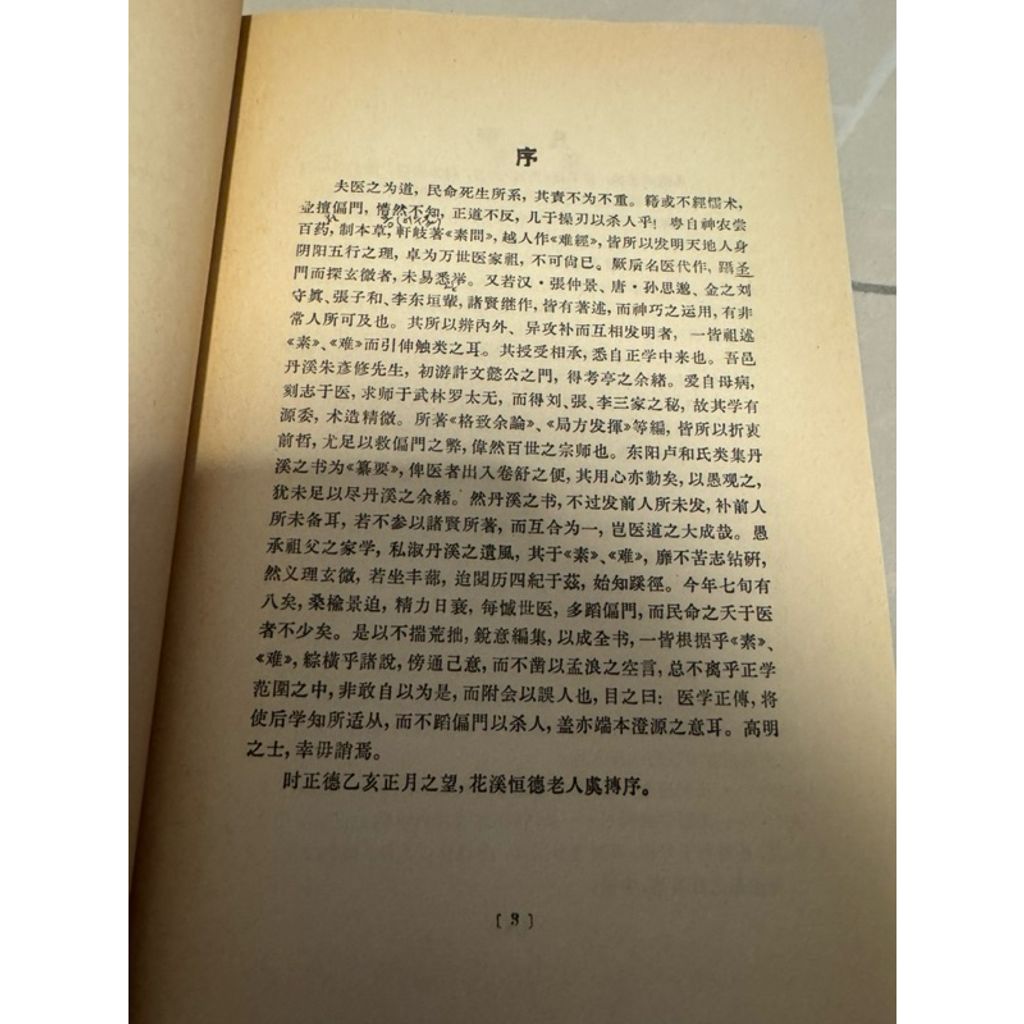 序
夫医之为道，民命死生所系，其責不为不重。籍或不經儒术，
业擅偏門，懵然不知，正道不反，几于操刃以杀人乎！粤自神农尝
百药，制本草，軒岐著《素問》，越人作《难經》，皆所以发明天地人身
阴阳五行之理，卓为万世医家祖，不可尙已。厥后名医代作，躡圣
門而探玄微者，未易悉举。又若汉·張仲景、唐·孙思邈、金之刘
守眞、張子和、李东垣輩，諸賢继作，皆有著述，而神巧之运用，有非
常人所可及也。其所以辨內外、异攻补而互相发明者，一皆祖述
《素》、《难》而引伸触类之耳。其授受相承，悉自正学中来也。吾邑
丹溪朱彥修先生，初游許文懿公之門，得考亭之余緒。爰自母病，
刻志于医，求师于武林罗太无，而得刘、張、李三家之秘，故其学有
源委，术造精微。所著《格致余論》、《局方发揮》等編，皆所以折衷
前哲，尤足以救偏門之弊，偉然百世之宗师也。东阳卢和氏类集丹
溪之书为《纂要》，俾医者出入卷舒之便，其用心亦勤矣，以愚观之，
犹未足以尽丹溪之余緒。然丹溪之书，不过发前人所未发，补前人
所未备耳，若不参以諸賢所著，而互合为一，岂医道之大成哉。愚
承祖父之家学，私淑丹溪之遺風，其于《素》、《难》，靡不苦志钻研，
然义理玄微，若坐丰蔀，迨閱历四紀于茲，始知蹊徑。今年七旬有
八矣，桑楡景迫，精力日衰，每憾世医，多蹈偏門，而民命之夭于医
者不少矣。是以不揣荒拙，銳意編集，以成全书，一皆根据乎《素》、
《难》，綜橫乎諸說，傍通己意，而不凿以孟浪之空言，总不离乎正学
范圍之中，非敢自以为是，而附会以誤人也，目之曰：医学正傳，将
使后学知所适从，而不蹈偏門以杀人，盖亦端本澄源之意耳。高明
之士，幸毋誚焉。
时正德乙亥正月之望，花溪恒德老人虞摶序。
〔 3 〕